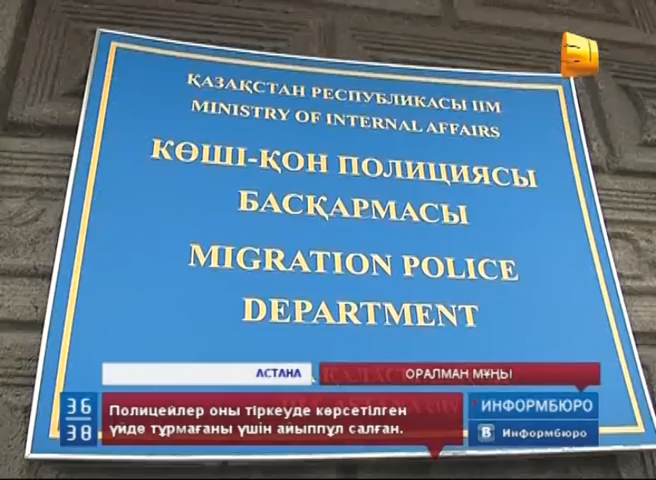 ҚАЗАҚСТАН РЕСПУБЛИКАСЫ ІІМ
MINISTRY OF INTERNAL AFFAIRS
КӨШІ-ҚОН ПОЛИЦИЯСЫ
БАСҚАРМАСЫ
MIGRATION POLICE
DEPARTMENT
АСТАНА
ОРАЛМАН МҰҢЫ
36
38
Полицейлер оны тіркеуде көрсетілген
үйде тұрмағаны үшін айыппұл салған.
ИНФОРМБЮРО
В Информбюро